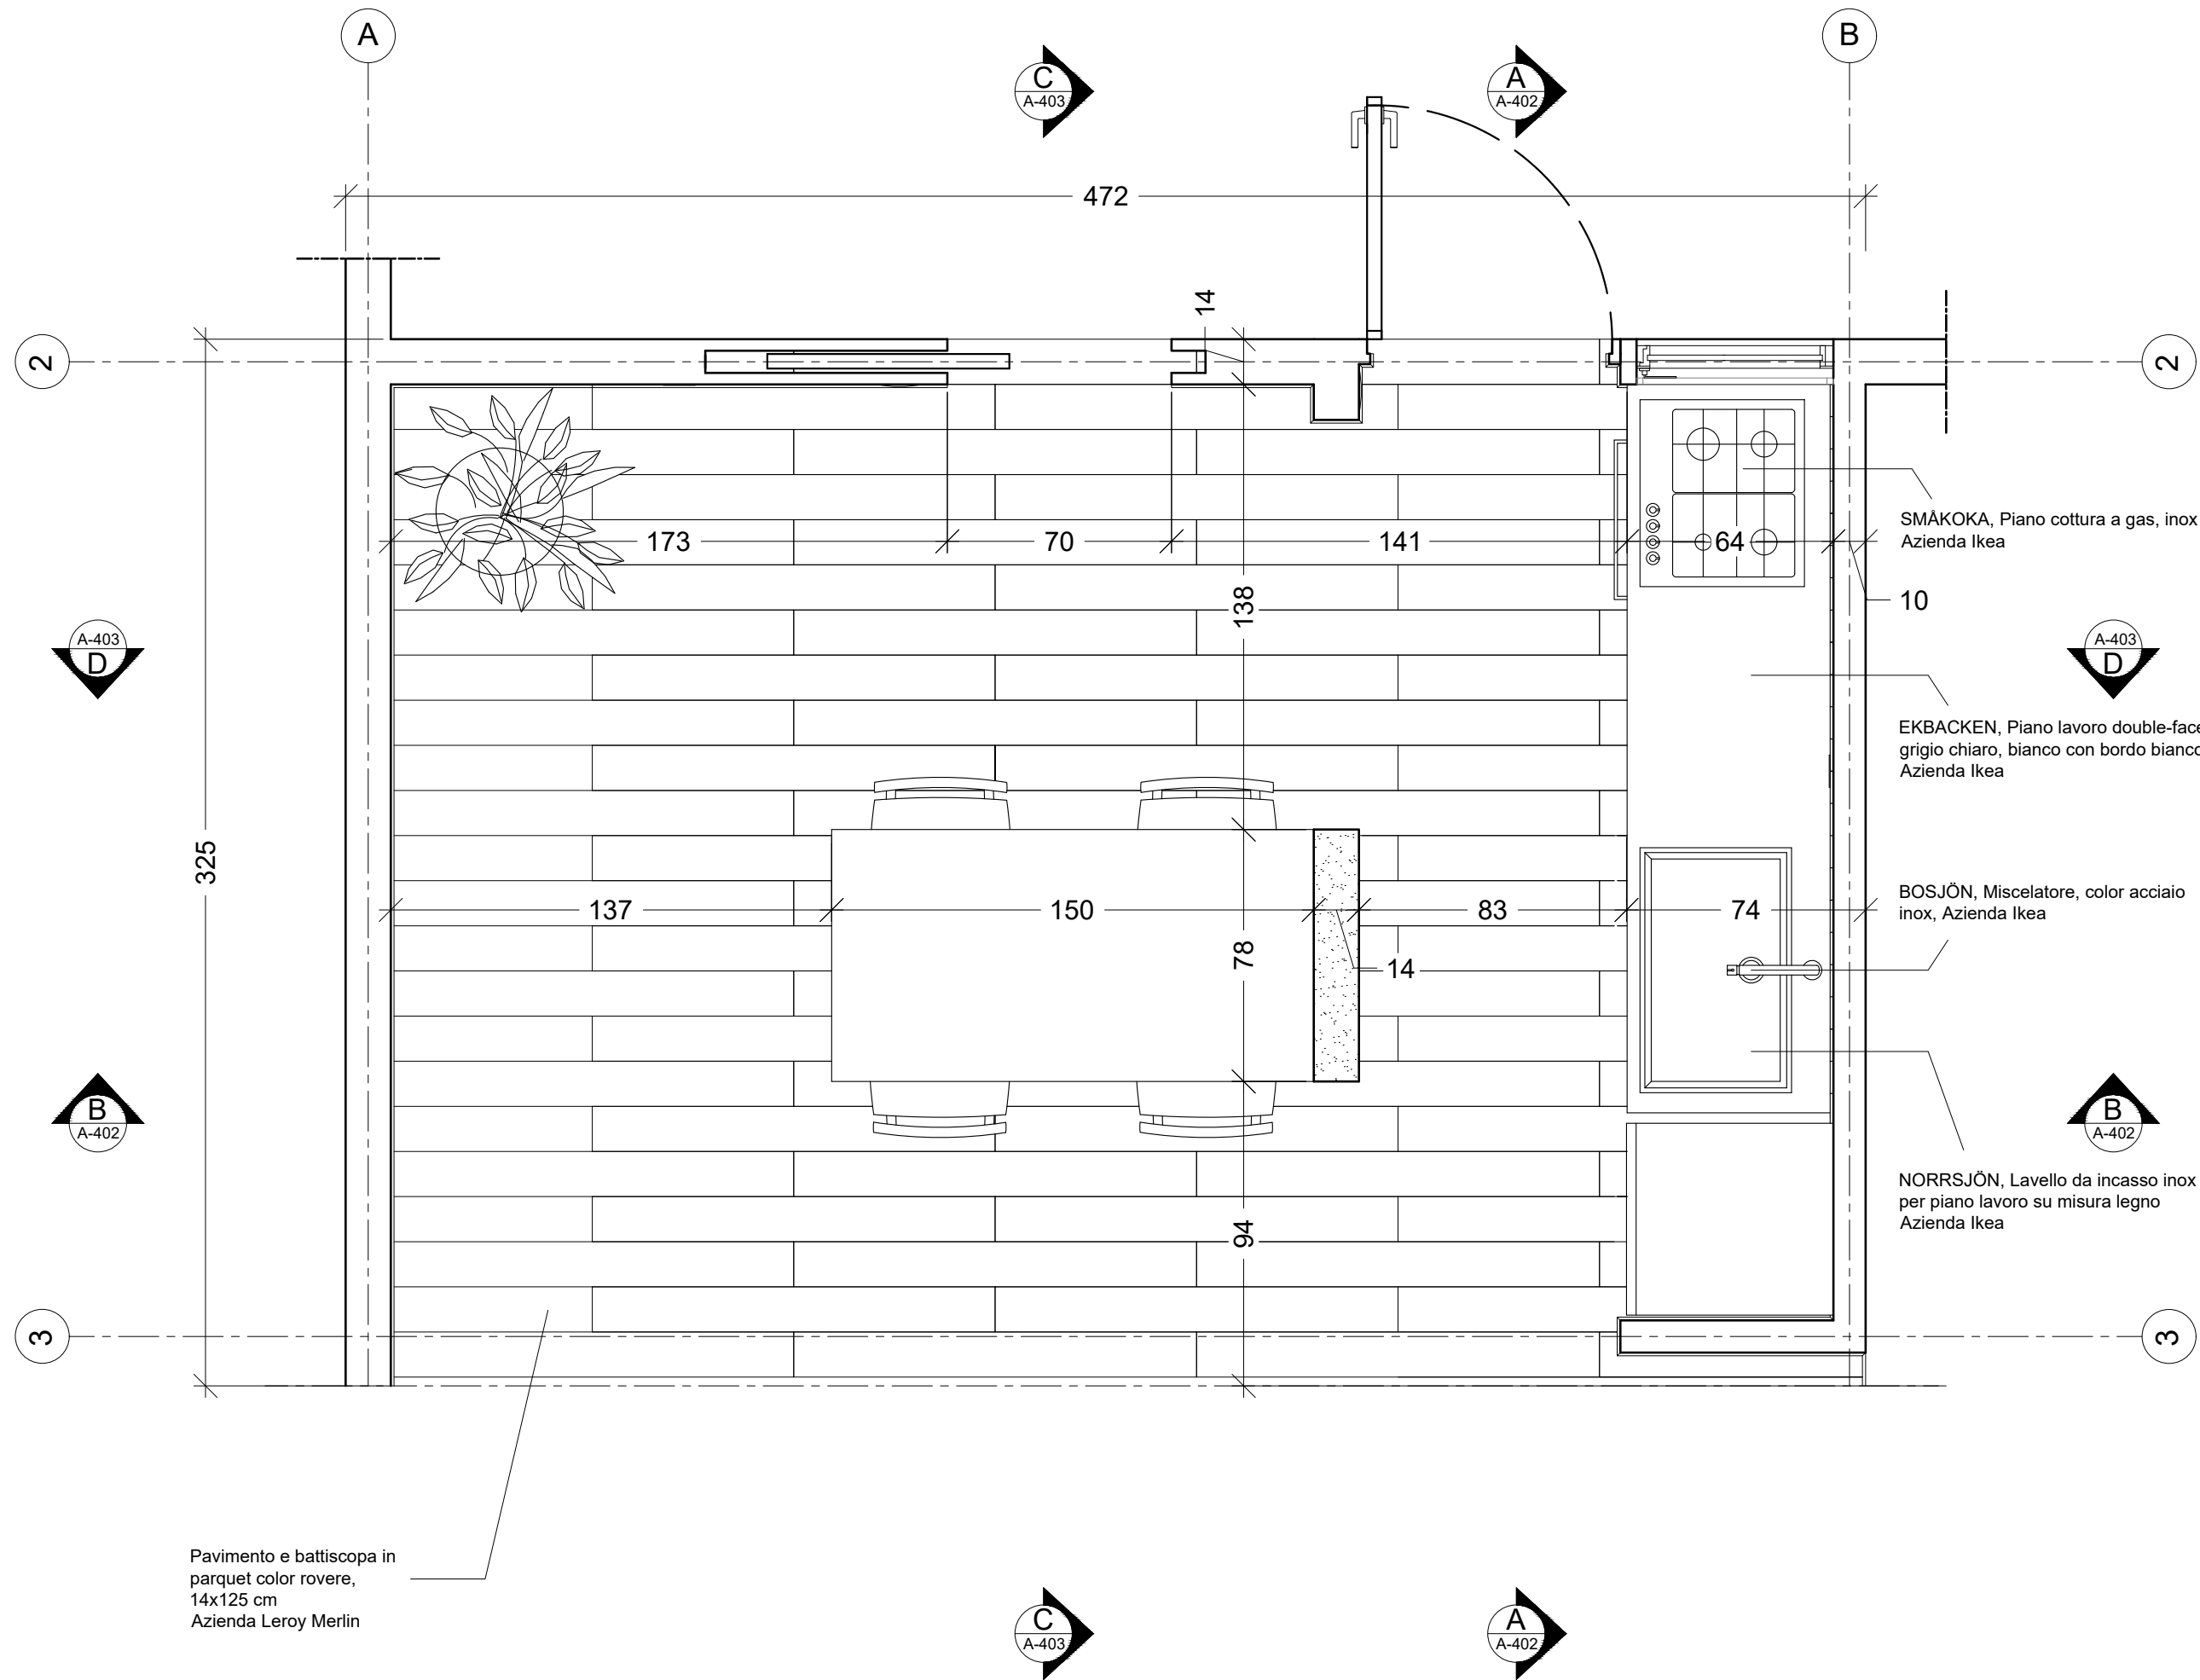 A
B
C
A-403
A
A-402
472
14
2
2
SMÅKOKA, Piano cottura a gas, inox
Azienda Ikea
173
70
141
64
10
138
A-403
D
A-403
D
EKBACKEN, Piano lavoro double-face
grigio chiaro, bianco con bordo bianco
Azienda Ikea
325
BOSJÖN, Miscelatore, color acciaio
inox, Azienda Ikea
137
150
83
74
78
14
B
A-402
B
A-402
NORRSJÖN, Lavello da incasso inox
per piano lavoro su misura legno
Azienda Ikea
94
3
3
Pavimento e battiscopa in
parquet color rovere,
14x125 cm
Azienda Leroy Merlin
C
A-403
A
A-402